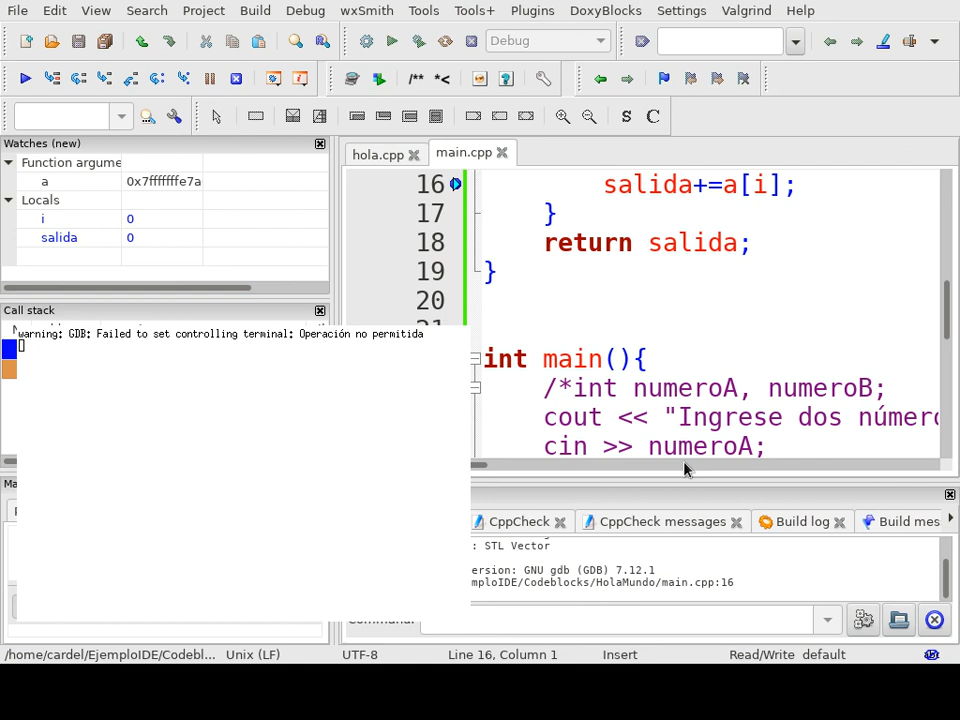 File Edit View Search Project Build Debug wxSmith Tools Tools+ Plugins DoxyBlocks Settings Valgrind Help
Debug
/** *<
S C
Watches (new)
Function argume
a 0x7fffffffe7a
Locals
i 0
salida 0
Call stack
warning: GDB: Failed to set controlling terminal: Operación no permitida
Ma
hola.cpp main.cpp
16 salida+=a[i];
17 }
18 return salida;
19 }
20
int main(){
/*int numeroA, numeroB;
cout << "Ingrese dos número
cin >> numeroA;
CppCheck CppCheck messages Build log Build mes
: STL Vector
ersion: GNU gdb (GDB) 7.12.1
mploIDE/Codeblocks/HolaMundo/main.cpp:16
Command:
/home/cardel/EjemploIDE/Codebl... Unix (LF) UTF-8 Line 16, Column 1 Insert Read/Write default